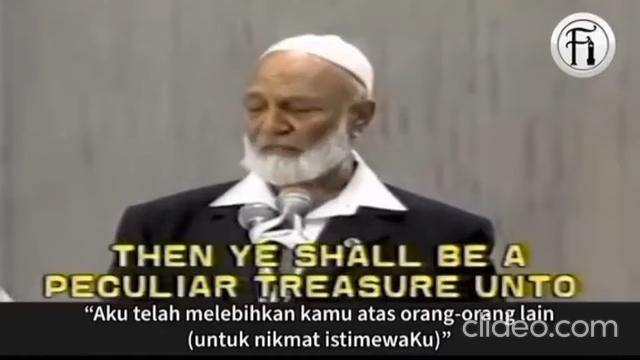 Fi
THEN YE SHALL BE A
PECULIAR TREASURE UNTO
“Aku telah melebihkan kamu atas orang-orang lain
(untuk nikmat istimewaKu)”
clideo.com